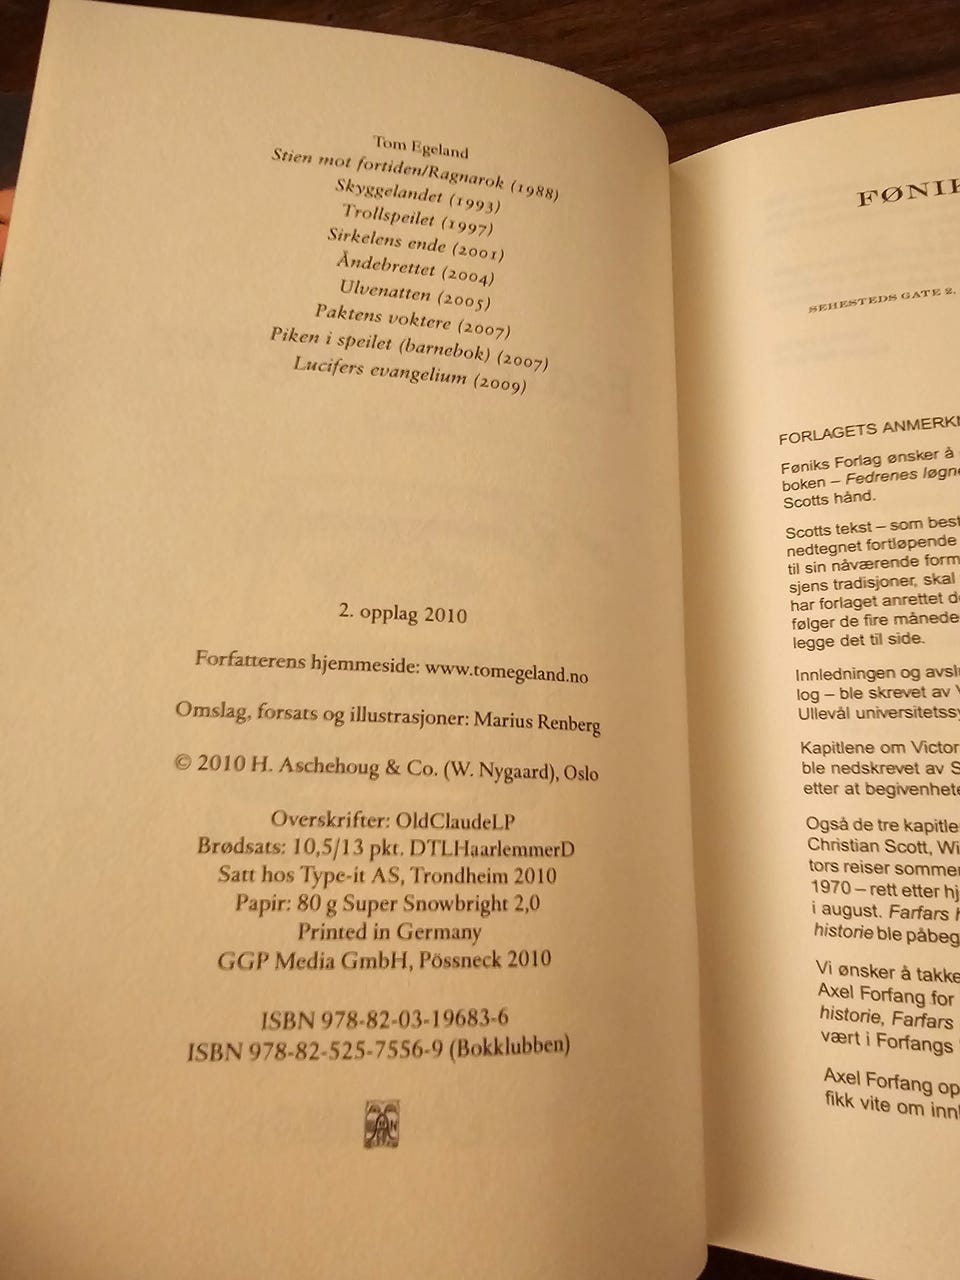 Tom Egeland
Stien mot fortiden/Ragnarok (1988)
Skyggelandet (1993)
Trollspeilet (1997)
Sirkelens ende (2001)
Åndebrettet (2004)
Ulvenatten (2005)
Paktens voktere (2007)
Piken i speilet (barnebok) (2007)
Lucifers evangelium (2009)
2. opplag 2010
Forfatterens hjemmeside: www.tomegeland.no
Omslag, forsats og illustrasjoner: Marius Renberg
© 2010 H. Aschehoug & Co. (W. Nygaard), Oslo
Overskrifter: OldClaudeLP
Brødsats: 10,5/13 pkt. DTLHaarlemmerD
Satt hos Type-it AS, Trondheim 2010
Papir: 80 g Super Snowbright 2,0
Printed in Germany
GGP Media GmbH, Pössneck 2010
ISBN 978-82-03-19683-6
ISBN 978-82-525-7556-9 (Bokklubben)
FØNI
SEHESTEDS GATE 2.
FORLAGETS ANMERK
Føniks Forlag ønsker å
boken – Fedrenes løgne
Scotts hånd.
Scotts tekst – som best
nedtegnet fortløpende
til sin nåværende form
sjens tradisjoner, skal
har forlaget anrettet d
følger de fire månede
legge det til side.
Innledningen og avsl
log – ble skrevet av
Ullevål universitetss
Kapitlene om Victor
ble nedskrevet av S
etter at begivenhete
Også de tre kapitle
Christian Scott, Wi
tors reiser sommer
1970 – rett etter hj
i august. Farfars
historie ble påbeg
Vi ønsker å takke
Axel Forfang for
historie, Farfars
vært i Forfangs
Axel Forfang op
fikk vite om inn